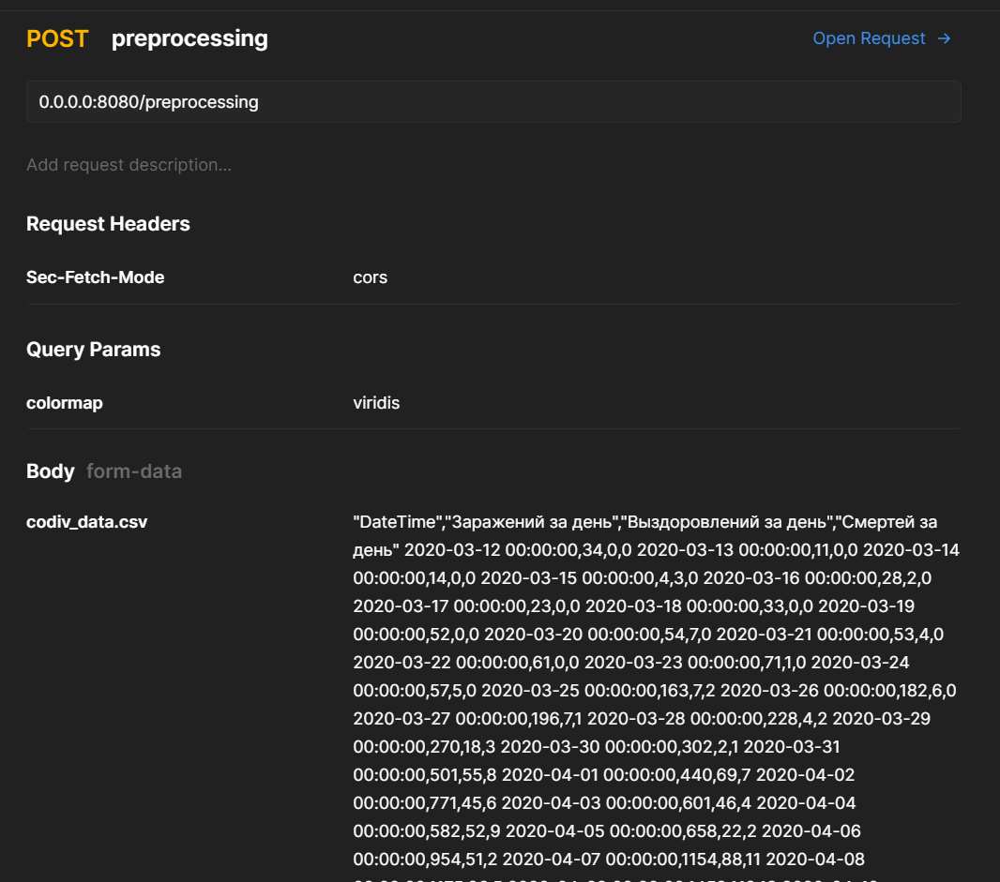 POST preprocessing Open Request →
0.0.0.0:8080/preprocessing
Add request description...
Request Headers
Sec-Fetch-Mode cors
Query Params
colormap viridis
Body form-data
codiv_data.csv "DateTime","Заражений за день","Выздоровлений за день","Смертей за
день" 2020-03-12 00:00:00,34,0,0 2020-03-13 00:00:00,11,0,0 2020-03-14
00:00:00,14,0,0 2020-03-15 00:00:00,4,3,0 2020-03-16 00:00:00,28,2,0
2020-03-17 00:00:00,23,0,0 2020-03-18 00:00:00,33,0,0 2020-03-19
00:00:00,52,0,0 2020-03-20 00:00:00,54,7,0 2020-03-21 00:00:00,53,4,0
2020-03-22 00:00:00,61,0,0 2020-03-23 00:00:00,71,1,0 2020-03-24
00:00:00,57,5,0 2020-03-25 00:00:00,163,7,2 2020-03-26 00:00:00,182,6,0
2020-03-27 00:00:00,196,7,1 2020-03-28 00:00:00,228,4,2 2020-03-29
00:00:00,270,18,3 2020-03-30 00:00:00,302,2,1 2020-03-31
00:00:00,501,55,8 2020-04-01 00:00:00,440,69,7 2020-04-02
00:00:00,771,45,6 2020-04-03 00:00:00,601,46,4 2020-04-04
00:00:00,582,52,9 2020-04-05 00:00:00,658,22,2 2020-04-06
00:00:00,954,51,2 2020-04-07 00:00:00,1154,88,11 2020-04-08